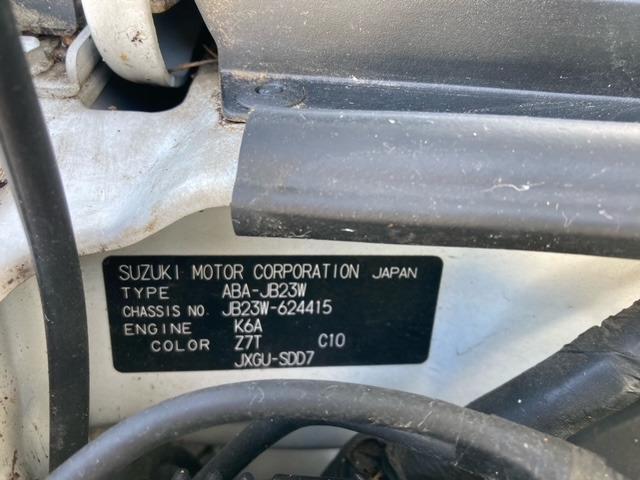 SUZUKI MOTOR CORPORATION JAPAN
TYPE ABA-JB23W
CHASSIS NO. JB23W-624415
ENGINE K6A
COLOR Z7T C10
JXGU-SDD7